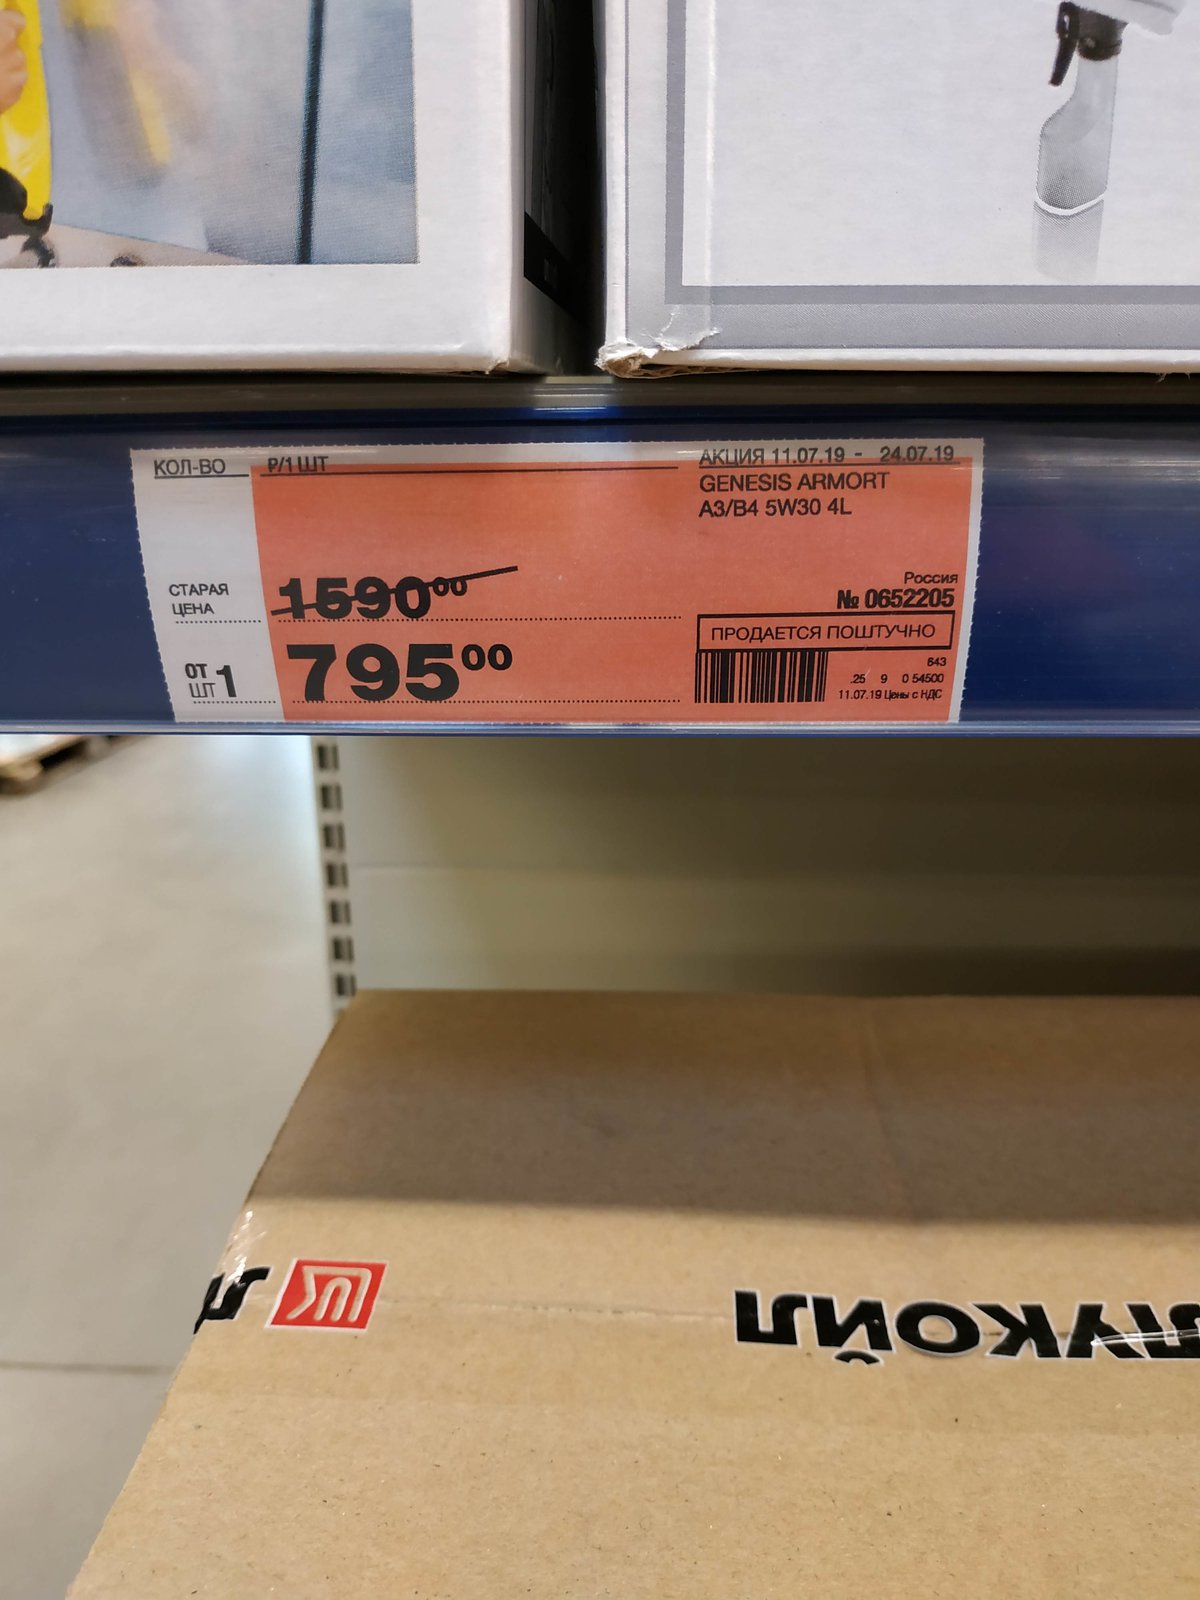 КОЛ-ВО ₽/1 ШТ
АКЦИЯ 11.07.19 - 24.07.19
GENESIS ARMORT
A3/B4 5W30 4L
СТАРАЯ
ЦЕНА
1590⁰⁰
Россия
№ 0652205
ПРОДАЕТСЯ ПОШТУЧНО
ОТ
ШТ 1
795⁰⁰
643
.25 9 0 54500
11.07.19 Цены с НДС
Л
ЛУКОЙЛ